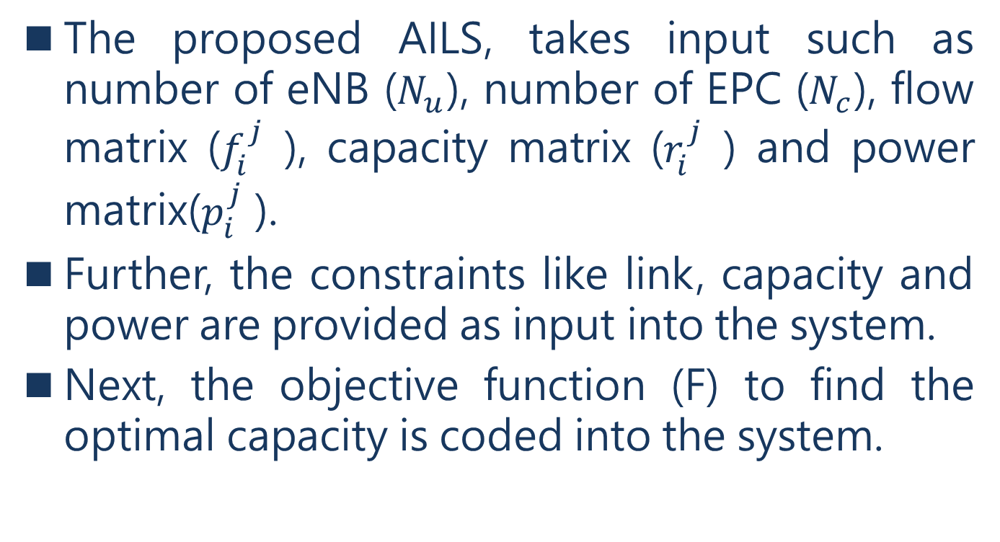 ■ The proposed AILS, takes input such as
number of eNB (𝑁ᵤ), number of EPC (𝑁_c), flow
matrix (𝑓_i^j ), capacity matrix (𝑟_i^j ) and power
matrix(𝑝_i^j ).
■ Further, the constraints like link, capacity and
power are provided as input into the system.
■ Next, the objective function (F) to find the
optimal capacity is coded into the system.